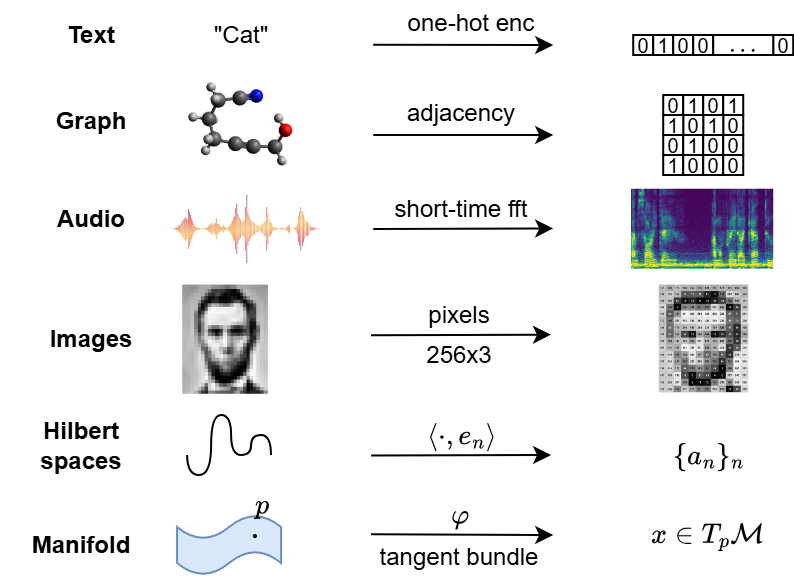 Text "Cat" one-hot enc 0 1 0 0 ... 0
Graph adjacency
0 1 0 1
1 0 1 0
0 1 0 0
1 0 0 0
Audio short-time fft
Images pixels
256x3
Hilbert
spaces ⟨·, eₙ⟩ {aₙ}ₙ
p
Manifold φ x ∈ Tₚℳ
tangent bundle